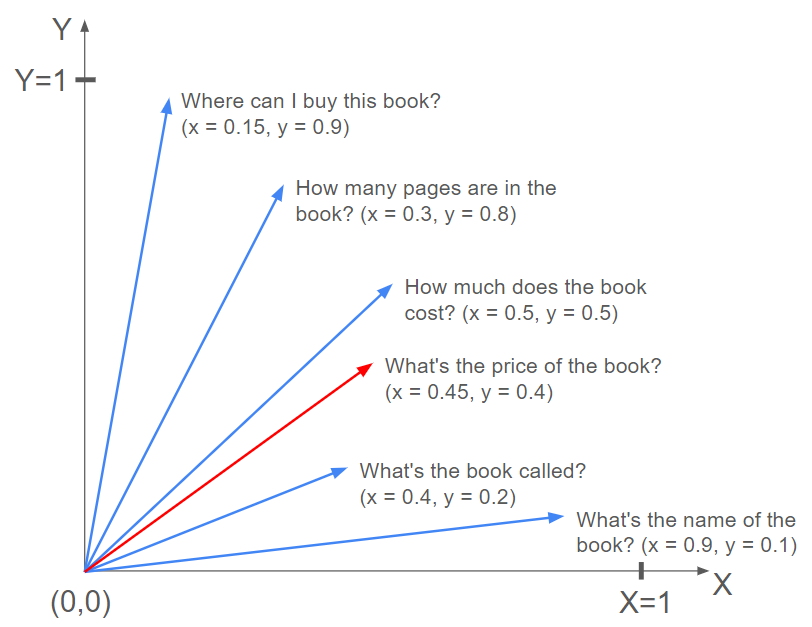 Y
Y=1
Where can I buy this book?
(x = 0.15, y = 0.9)
How many pages are in the
book? (x = 0.3, y = 0.8)
How much does the book
cost? (x = 0.5, y = 0.5)
What's the price of the book?
(x = 0.45, y = 0.4)
What's the book called?
(x = 0.4, y = 0.2)
What's the name of the
book? (x = 0.9, y = 0.1)
X
(0,0)
X=1